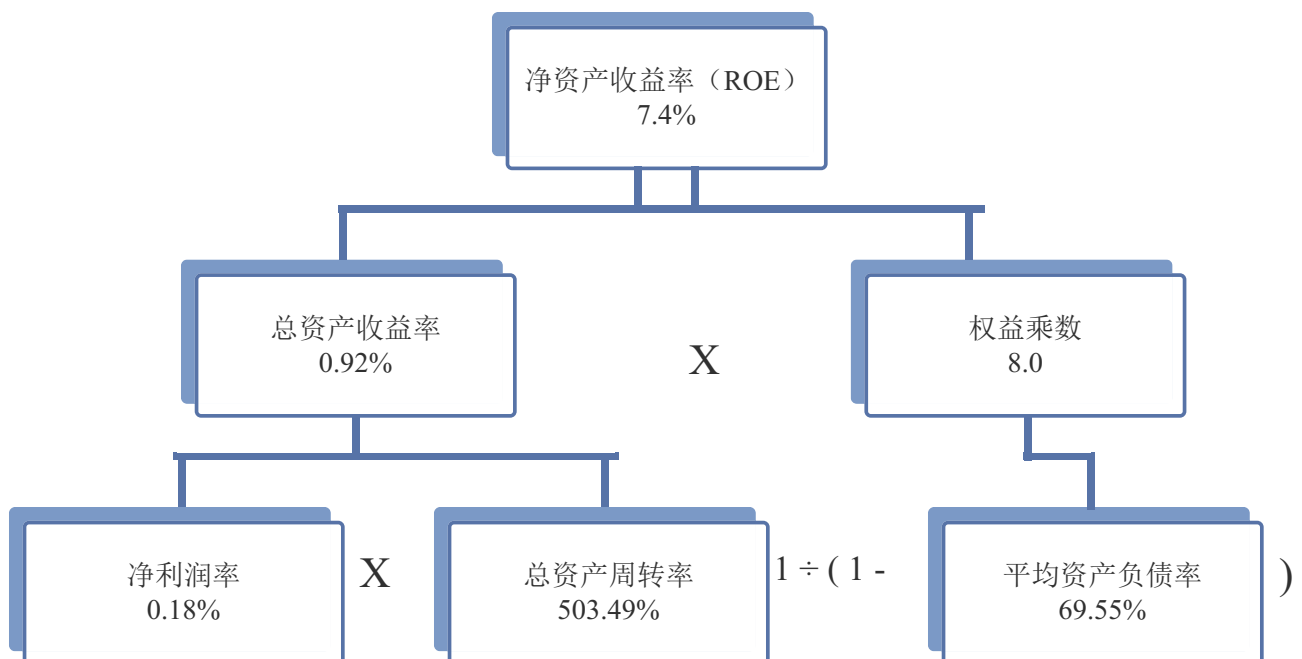 净资产收益率（ROE）
7.4%
总资产收益率
0.92%
X
权益乘数
8.0
净利润率
0.18%
X
总资产周转率
503.49%
1 ÷ ( 1 -
平均资产负债率
69.55%
)